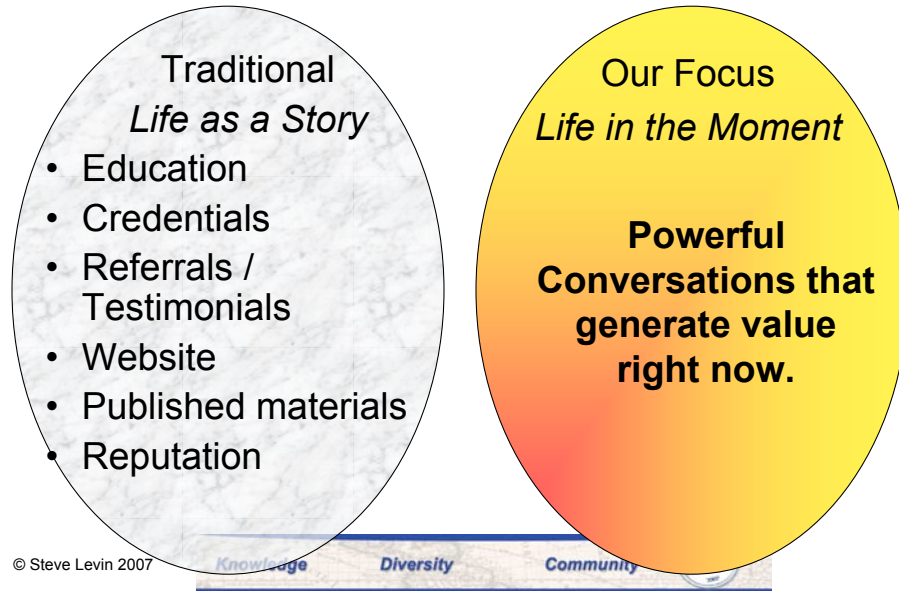 Traditional
Life as a Story
• Education
• Credentials
• Referrals /
Testimonials
• Website
• Published materials
• Reputation
Our Focus
Life in the Moment
Powerful
Conversations that
generate value
right now.
© Steve Levin 2007
Knowledge
Diversity
Community